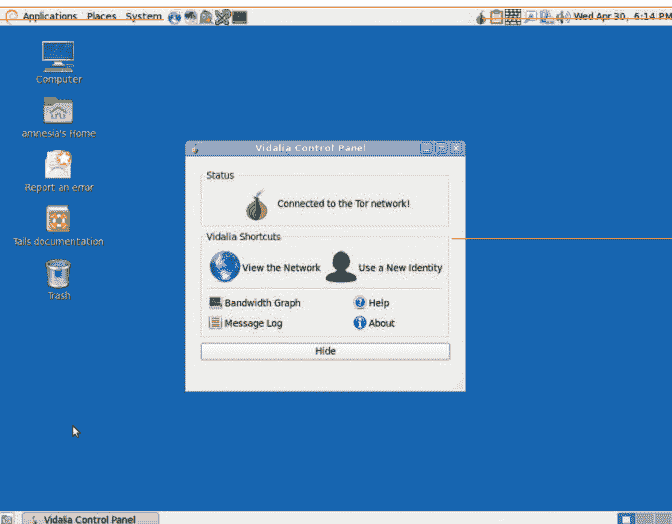 Applications Places System
Wed Apr 30, 6:14 PM
Computer
amnesia's Home
Report an error
Tails documentation
Trash
Vidalia Control Panel
Status
Connected to the Tor network!
Vidalia Shortcuts
View the Network
Use a New Identity
Bandwidth Graph
Help
Message Log
About
Hide
Vidalia Control Panel